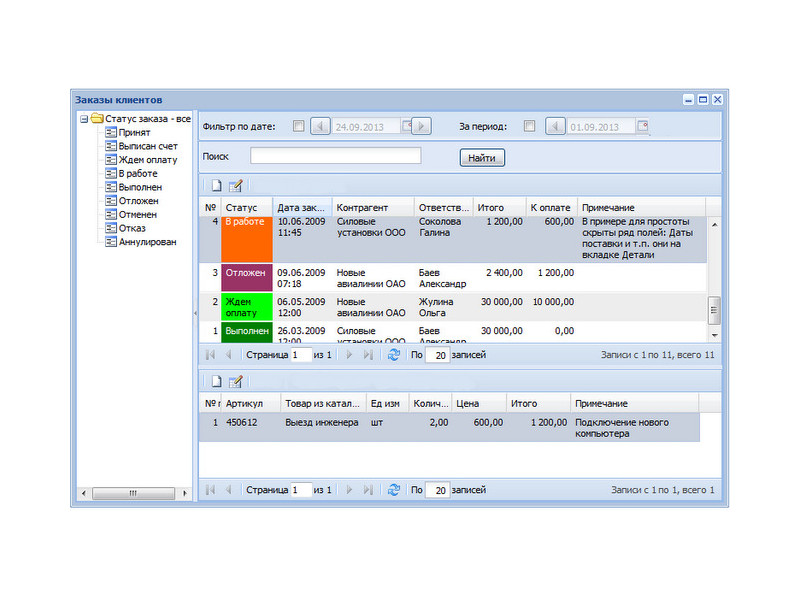 Заказы клиентов
Статус заказа - все
Принят
Выписан счет
Ждем оплату
В работе
Выполнен
Отложен
Отменен
Отказ
Аннулирован
Фильтр по дате: 24.09.2013 За период: 01.09.2013
Поиск Найти
№ Статус Дата зак... Контрагент Ответств... Итого К оплате Примечание
4 В работе 10.06.2009 Силовые Соколова 1 200,00 600,00 В примере для простоты
11:45 установки ООО Галина скрыты ряд полей: Даты
поставки и т.п. они на
вкладке Детали
3 Отложен 09.06.2009 Новые Баев 2 400,00 1 200,00
07:18 авиалинии ОАО Александр
2 Ждем 06.05.2009 Новые Жулина 30 000,00 10 000,00
оплату 12:00 авиалинии ОАО Ольга
1 Выполнен 26.03.2009 Силовые Баев 30 000,00 0,00
12:00 установки ООО Александр
Страница 1 из 1 По 20 записей Записи с 1 по 11, всего 11
№ Артикул Товар из катал... Ед изм Колич... Цена Итого Примечание
1 450612 Выезд инженера шт 2,00 600,00 1 200,00 Подключение нового
компьютера
Страница 1 из 1 По 20 записей Записи с 1 по 1, всего 1